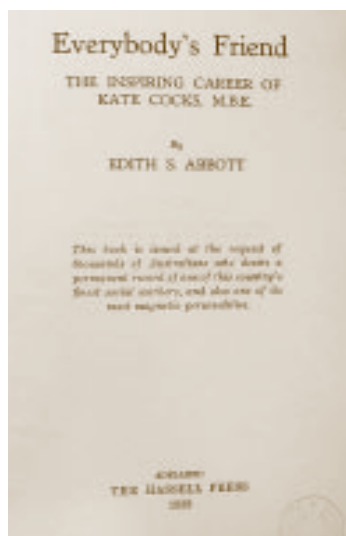 Everybody's Friend
THE INSPIRING CAREER OF
KATE COCKS, M.B.E.
By
EDITH S. ABBOTT
This book is issued at the request of
thousands of Australians who desire a
permanent record of one of this country's
finest social workers, and also one of its
most magnetic personalities.
ADELAIDE:
THE HASSELL PRESS